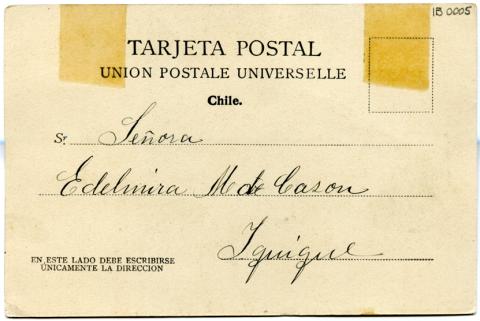 IB 0005
TARJETA POSTAL
UNION POSTALE UNIVERSELLE
Chile.
Sr Señora
Edelmira M de Cason
Iquique
EN ESTE LADO DEBE ESCRIBIRSE
ÚNICAMENTE LA DIRECCION